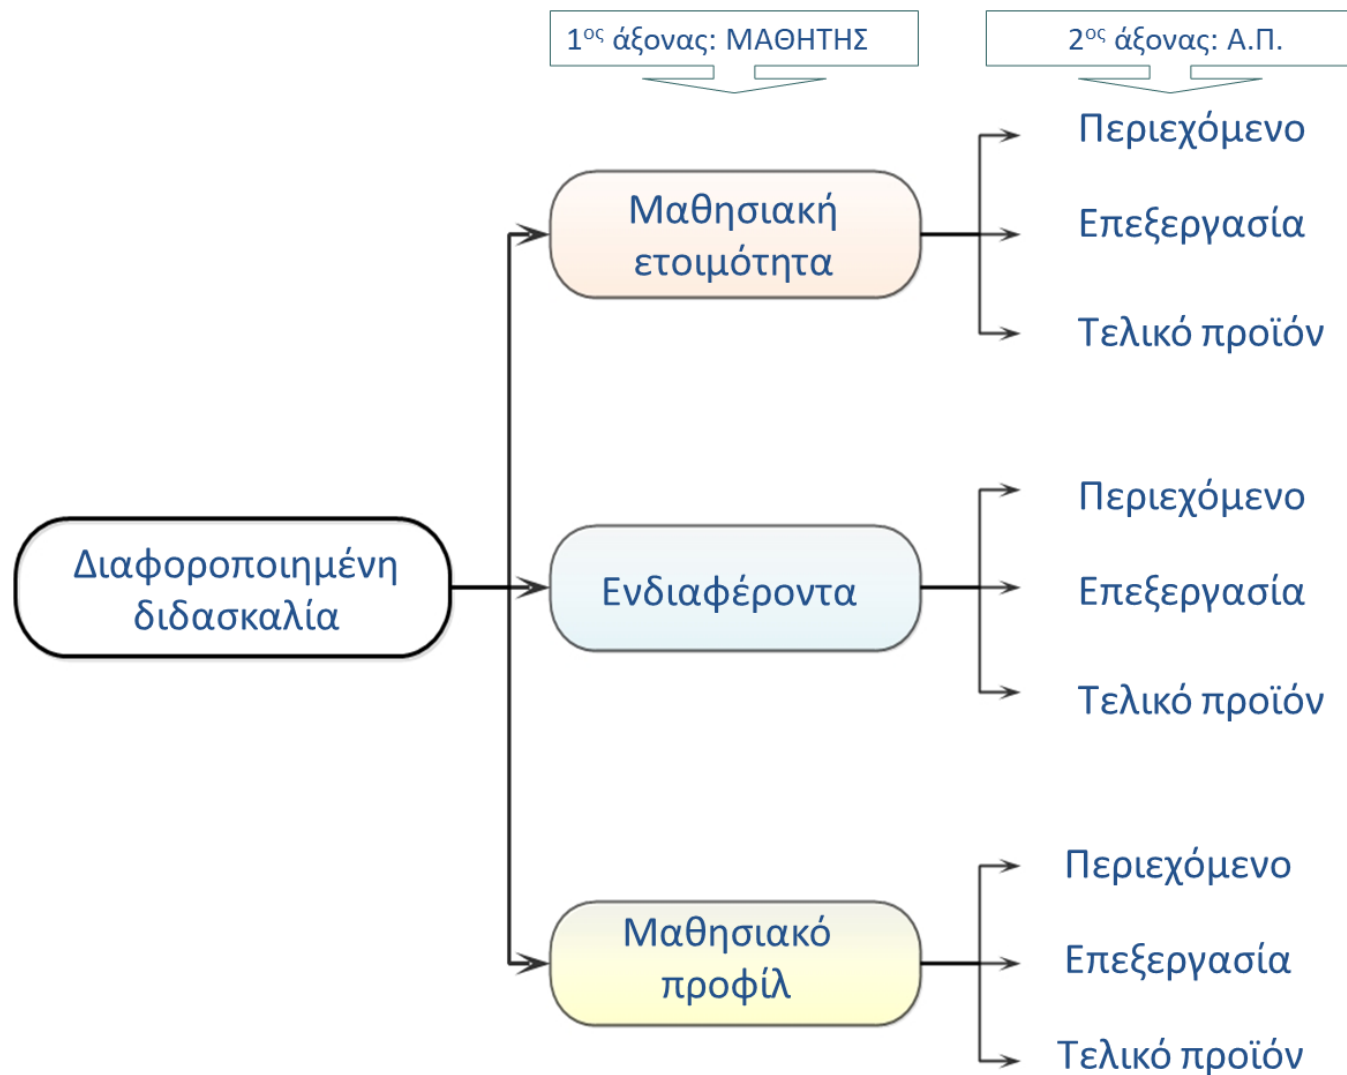 1ος άξονας: ΜΑΘΗΤΗΣ
2ος άξονας: Α.Π.
Διαφοροποιημένη
διδασκαλία
Μαθησιακή
ετοιμότητα
Περιεχόμενο
Επεξεργασία
Τελικό προϊόν
Ενδιαφέροντα
Περιεχόμενο
Επεξεργασία
Τελικό προϊόν
Μαθησιακό
προφίλ
Περιεχόμενο
Επεξεργασία
Τελικό προϊόν